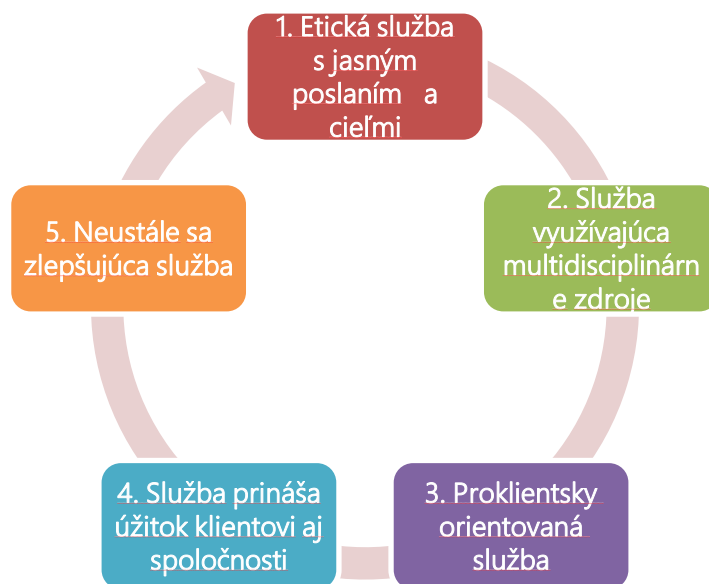 1. Etická služba
s jasným
poslaním a
cieľmi
2. Služba
využívajúca
multidisciplinárn
e zdroje
3. Proklientsky
orientovaná
služba
4. Služba prináša
úžitok klientovi aj
spoločnosti
5. Neustále sa
zlepšujúca služba